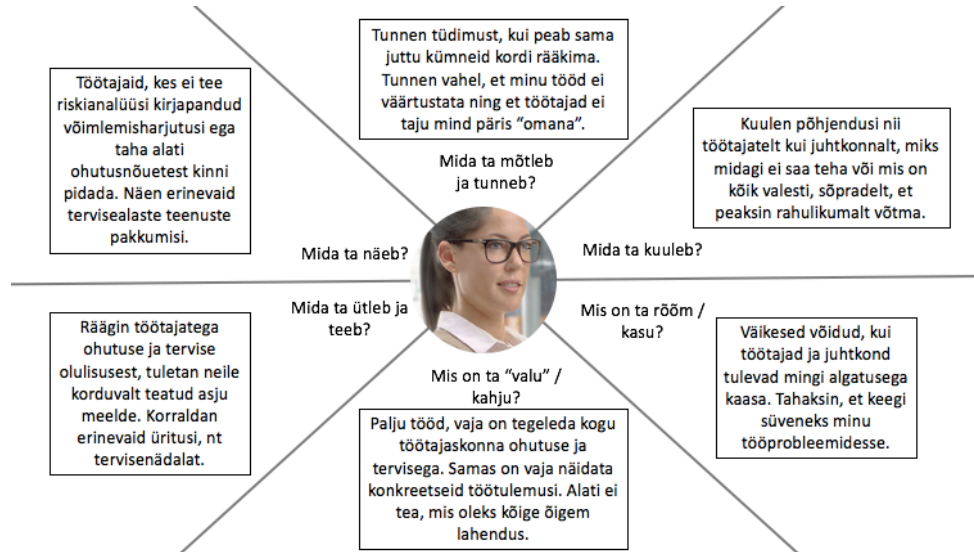 Tunnen tüdimust, kui peab sama
juttu kümneid kordi rääkima.
Tunnen vahel, et minu tööd ei
väärtustata ning et töötajad ei
taju mind päris “omana”.
Mida ta mõtleb
ja tunneb?
Töötajaid, kes ei tee
riskianalüüsi kirjapandud
võimlemisharjutusi ega
taha alati
ohutusnõuetest kinni
pidada. Näen erinevaid
tervisealaste teenuste
pakkumisi.
Mida ta näeb?
Kuulen põhjendusi nii
töötajatelt kui juhtkonnalt, miks
midagi ei saa teha või mis on
kõik valesti, sõpradelt, et
peaksin rahulikumalt võtma.
Mida ta kuuleb?
Mida ta ütleb ja
teeb?
Räägin töötajatega
ohutuse ja tervise
olulisusest, tuletan neile
korduvalt teatud asju
meelde. Korraldan
erinevaid üritusi, nt
tervisenädalat.
Mis on ta rõõm /
kasu?
Väikesed võidud, kui
töötajad ja juhtkond
tulevad mingi algatusega
kaasa. Tahaksin, et keegi
süveneks minu
tööprobleemidesse.
Mis on ta “valu” /
kahju?
Palju tööd, vaja on tegeleda kogu
töötajaskonna ohutuse ja
tervisega. Samas on vaja näidata
konkreetseid töötulemusi. Alati ei
tea, mis oleks kõige õigem
lahendus.